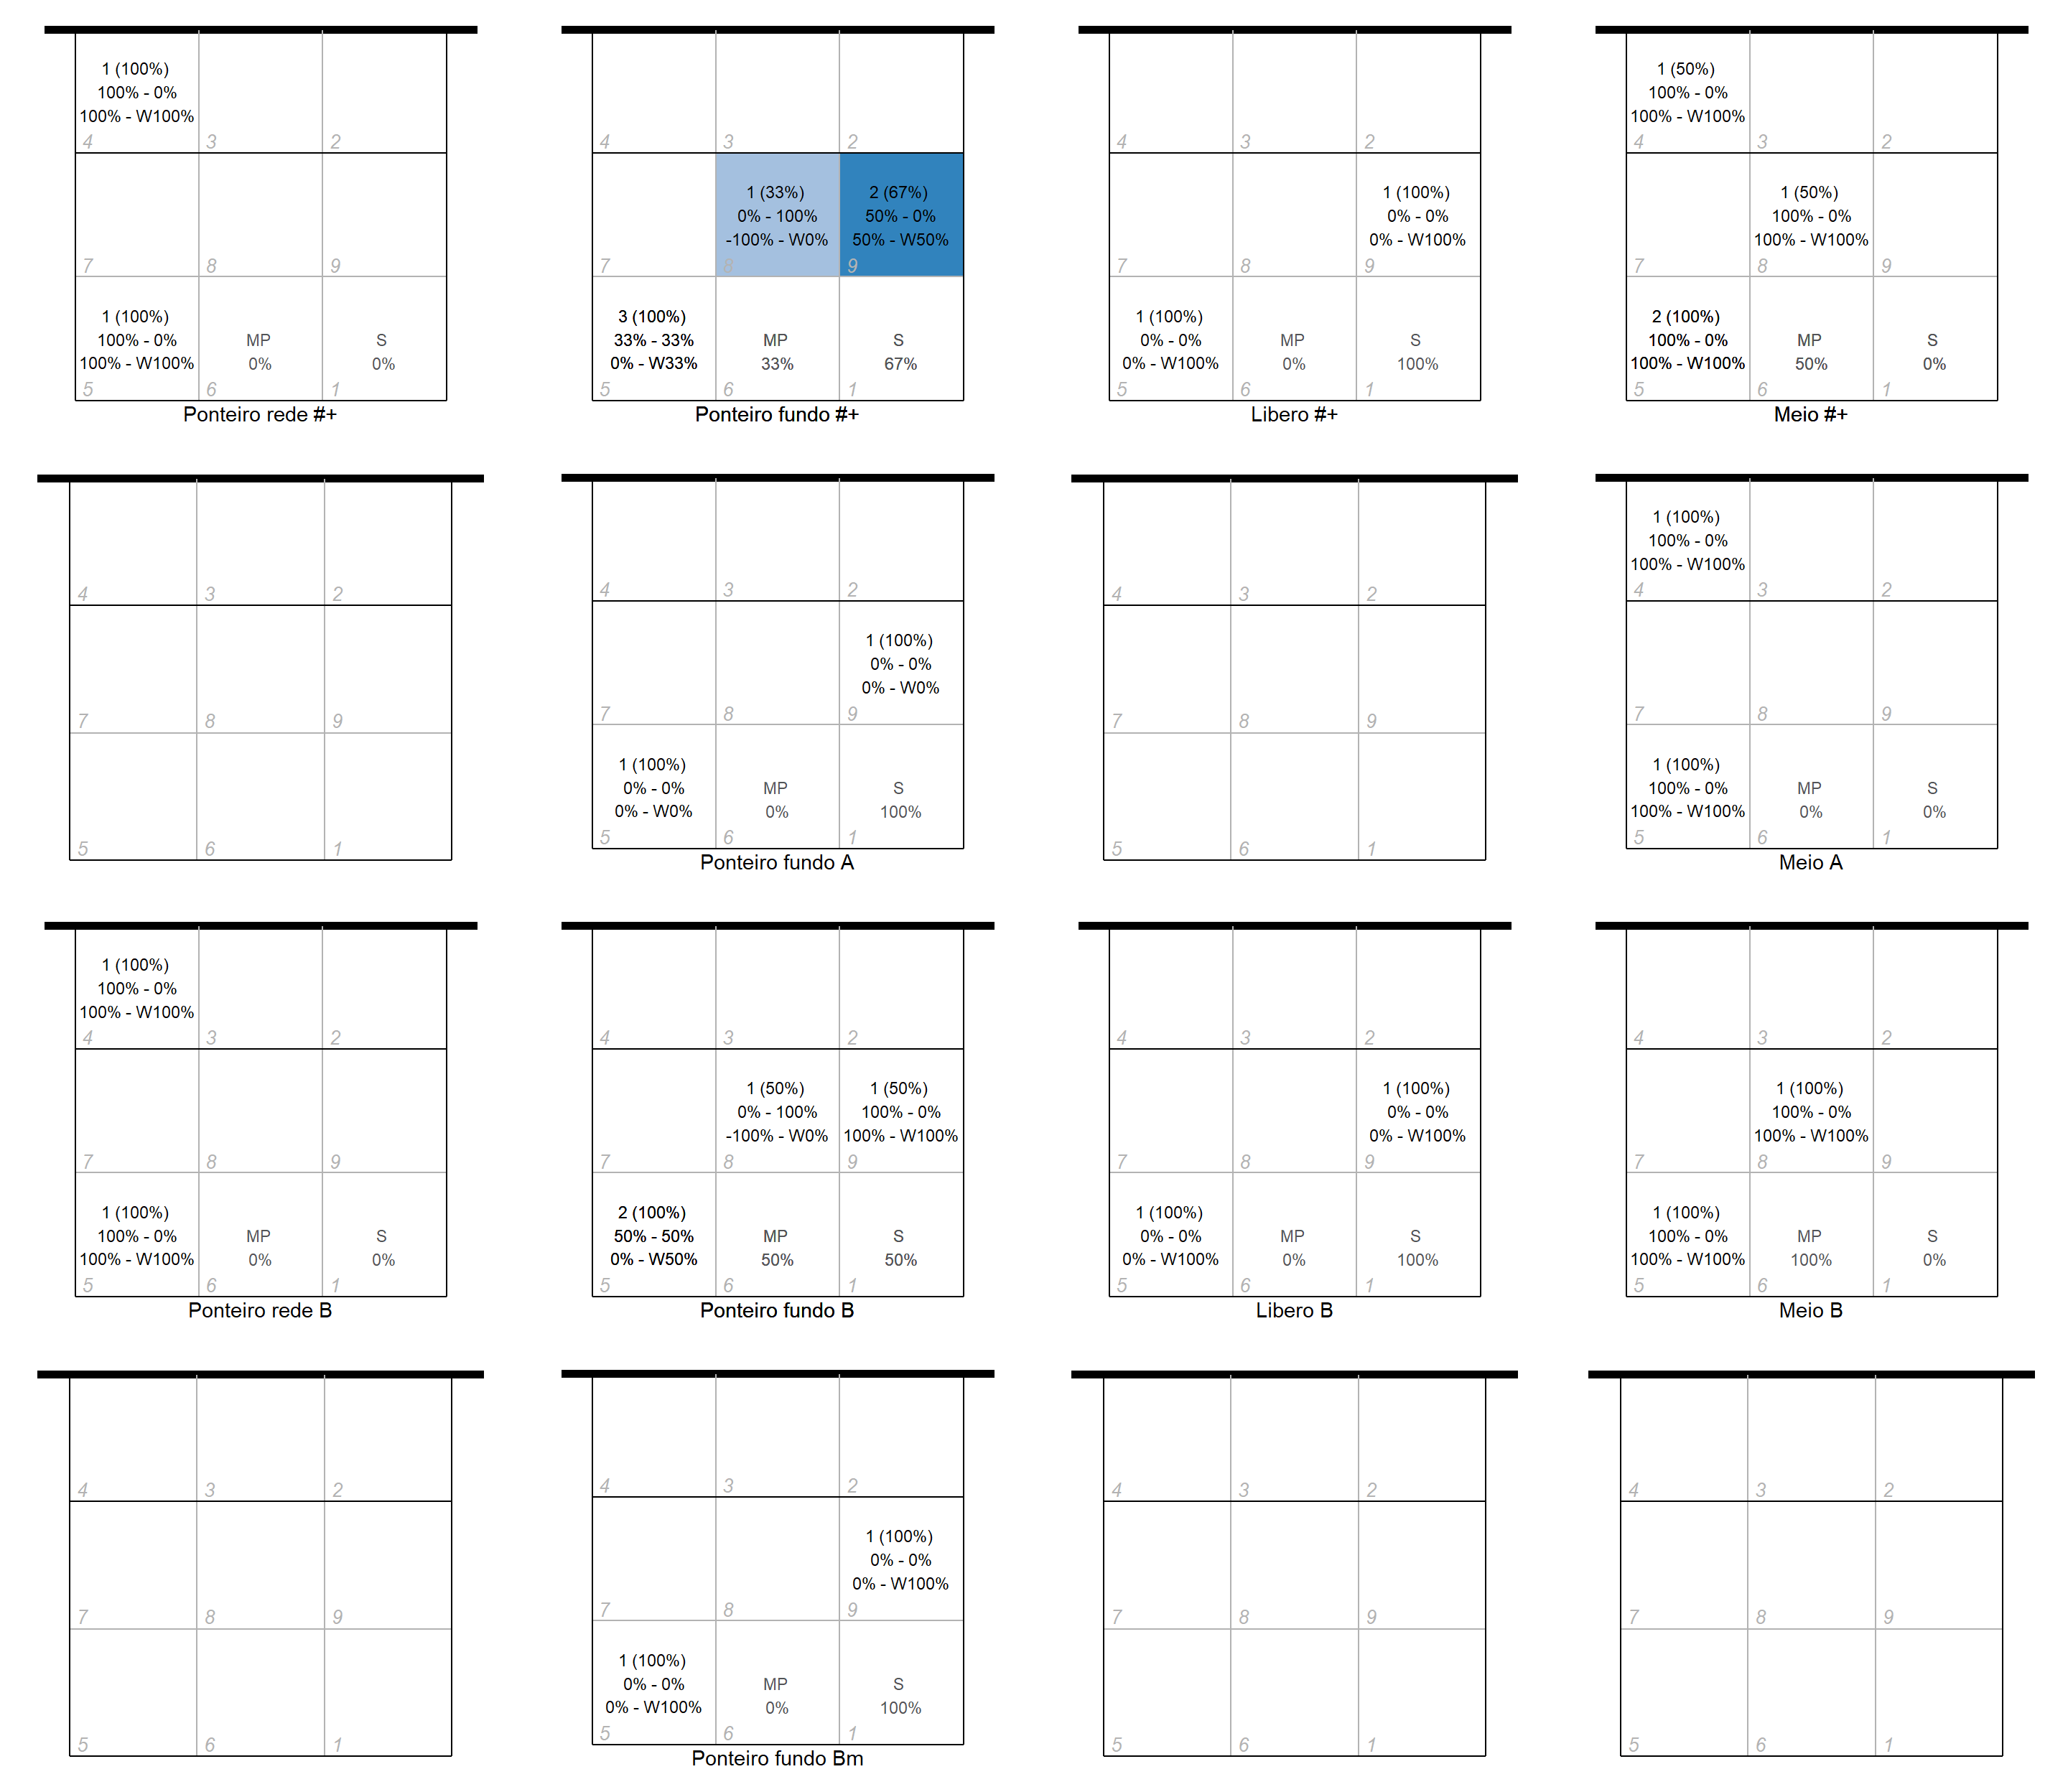 1 (100%)
100% - 0%
100% - W100%
4
3
2
7
8
9
1 (100%)
100% - 0%
100% - W100%
5
MP
0%
6
S
0%
1
Ponteiro rede #+
4
3
2
7
1 (33%)
0% - 100%
-100% - W0%
8
2 (67%)
50% - 0%
50% - W50%
9
3 (100%)
33% - 33%
0% - W33%
5
MP
33%
6
S
67%
1
Ponteiro fundo #+
4
3
2
7
8
1 (100%)
0% - 0%
0% - W100%
9
1 (100%)
0% - 0%
0% - W100%
5
MP
0%
6
S
100%
1
Libero #+
1 (50%)
100% - 0%
100% - W100%
4
3
2
7
1 (50%)
100% - 0%
100% - W100%
8
9
2 (100%)
100% - 0%
100% - W100%
5
MP
50%
6
S
0%
1
Meio #+
4
3
2
7
8
9
5
6
1
4
3
2
7
8
1 (100%)
0% - 0%
0% - W0%
9
1 (100%)
0% - 0%
0% - W0%
5
MP
0%
6
S
100%
1
Ponteiro fundo A
4
3
2
7
8
9
5
6
1
1 (100%)
100% - 0%
100% - W100%
4
3
2
7
8
9
1 (100%)
100% - 0%
100% - W100%
5
MP
0%
6
S
0%
1
Meio A
1 (100%)
100% - 0%
100% - W100%
4
3
2
7
8
9
1 (100%)
100% - 0%
100% - W100%
5
MP
0%
6
S
0%
1
Ponteiro rede B
4
3
2
7
1 (50%)
0% - 100%
-100% - W0%
8
1 (50%)
100% - 0%
100% - W100%
9
2 (100%)
50% - 50%
0% - W50%
5
MP
50%
6
S
50%
1
Ponteiro fundo B
4
3
2
7
8
1 (100%)
0% - 0%
0% - W100%
9
1 (100%)
0% - 0%
0% - W100%
5
MP
0%
6
S
100%
1
Libero B
4
3
2
7
1 (100%)
100% - 0%
100% - W100%
8
9
1 (100%)
100% - 0%
100% - W100%
5
MP
100%
6
S
0%
1
Meio B
4
3
2
7
8
9
5
6
1
4
3
2
7
8
1 (100%)
0% - 0%
0% - W100%
9
1 (100%)
0% - 0%
0% - W100%
5
MP
0%
6
S
100%
1
Ponteiro fundo Bm
4
3
2
7
8
9
5
6
1
4
3
2
7
8
9
5
6
1